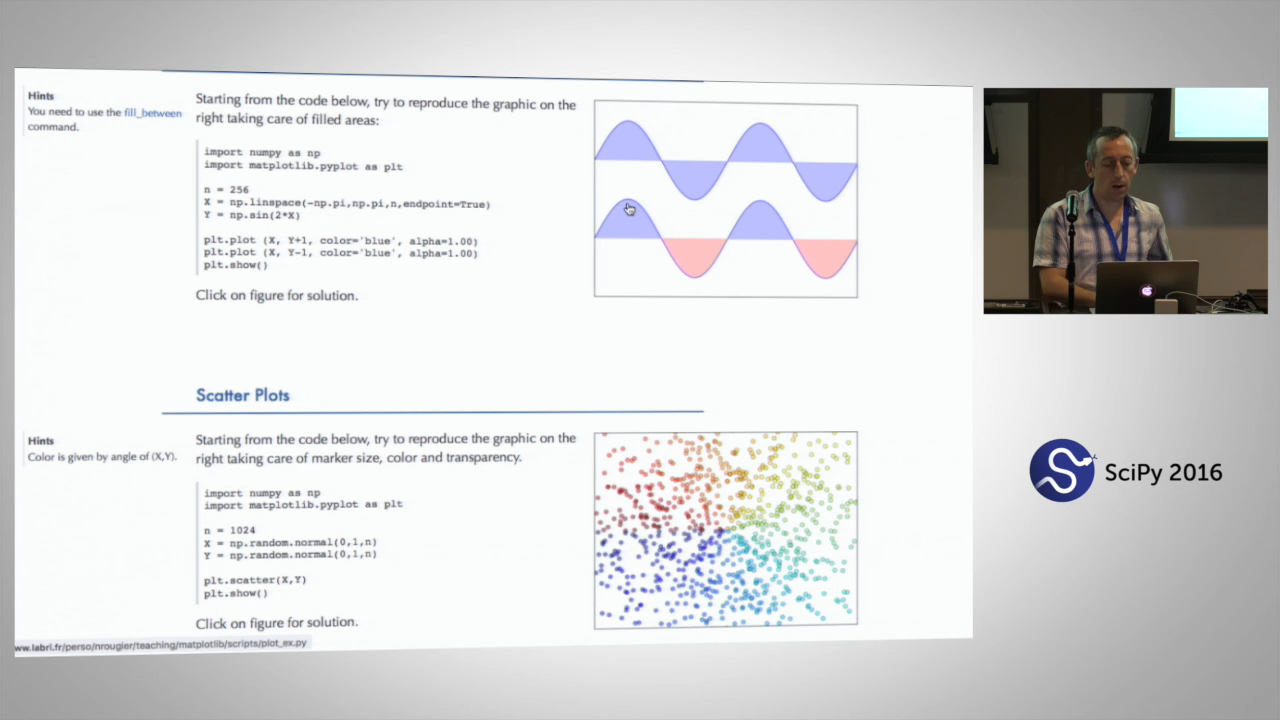 Hints
You need to use the fill_between
command.
Starting from the code below, try to reproduce the graphic on the
right taking care of filled areas:
import numpy as np
import matplotlib.pyplot as plt
n = 256
X = np.linspace(-np.pi,np.pi,n,endpoint=True)
Y = np.sin(2*X)
plt.plot (X, Y+1, color='blue', alpha=1.00)
plt.plot (X, Y-1, color='blue', alpha=1.00)
plt.show()
Click on figure for solution.
Scatter Plots
Hints
Color is given by angle of (X,Y).
Starting from the code below, try to reproduce the graphic on the
right taking care of marker size, color and transparency.
import numpy as np
import matplotlib.pyplot as plt
n = 1024
X = np.random.normal(0,1,n)
Y = np.random.normal(0,1,n)
plt.scatter(X,Y)
plt.show()
Click on figure for solution.
ww.labri.fr/perso/nrougier/teaching/matplotlib/scripts/plot_ex.py
SciPy 2016